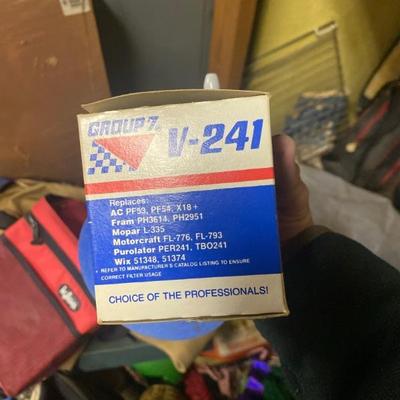 GROUP 7®
V-241
Replaces:
AC PF53, PF54, X18 +
Fram PH3614, PH2951
Mopar L-335
Motorcraft FL-776, FL-793
Purolator PER241, TBO241
Wix 51348, 51374
REFER TO MANUFACTURER'S CATALOG LISTING TO ENSURE
CORRECT FILTER USAGE
CHOICE OF THE PROFESSIONALS!